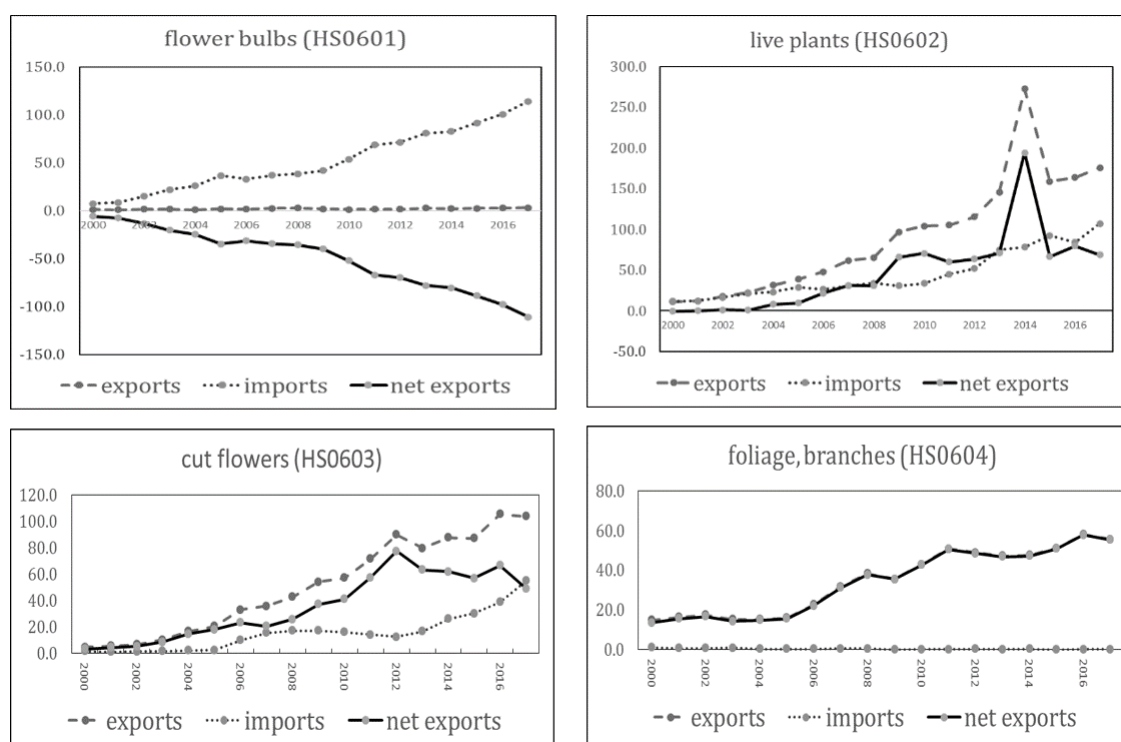 flower bulbs (HS0601)
150.0
100.0
50.0
0.0
-50.0
-100.0
-150.0
2000 2002 2004 2006 2008 2010 2012 2014 2016
exports imports net exports
live plants (HS0602)
300.0
250.0
200.0
150.0
100.0
50.0
0.0
-50.0
2000 2002 2004 2006 2008 2010 2012 2014 2016
exports imports net exports
cut flowers (HS0603)
120.0
100.0
80.0
60.0
40.0
20.0
0.0
2000 2002 2004 2006 2008 2010 2012 2014 2016
exports imports net exports
foliage, branches (HS0604)
80.0
60.0
40.0
20.0
0.0
2000 2002 2004 2006 2008 2010 2012 2014 2016
exports imports net exports